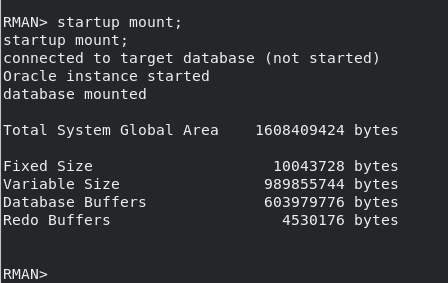 RMAN> startup mount;
startup mount;
connected to target database (not started)
Oracle instance started
database mounted
Total System Global Area    1608409424 bytes
Fixed Size                    10043728 bytes
Variable Size                989855744 bytes
Database Buffers             603979776 bytes
Redo Buffers                   4530176 bytes
RMAN>